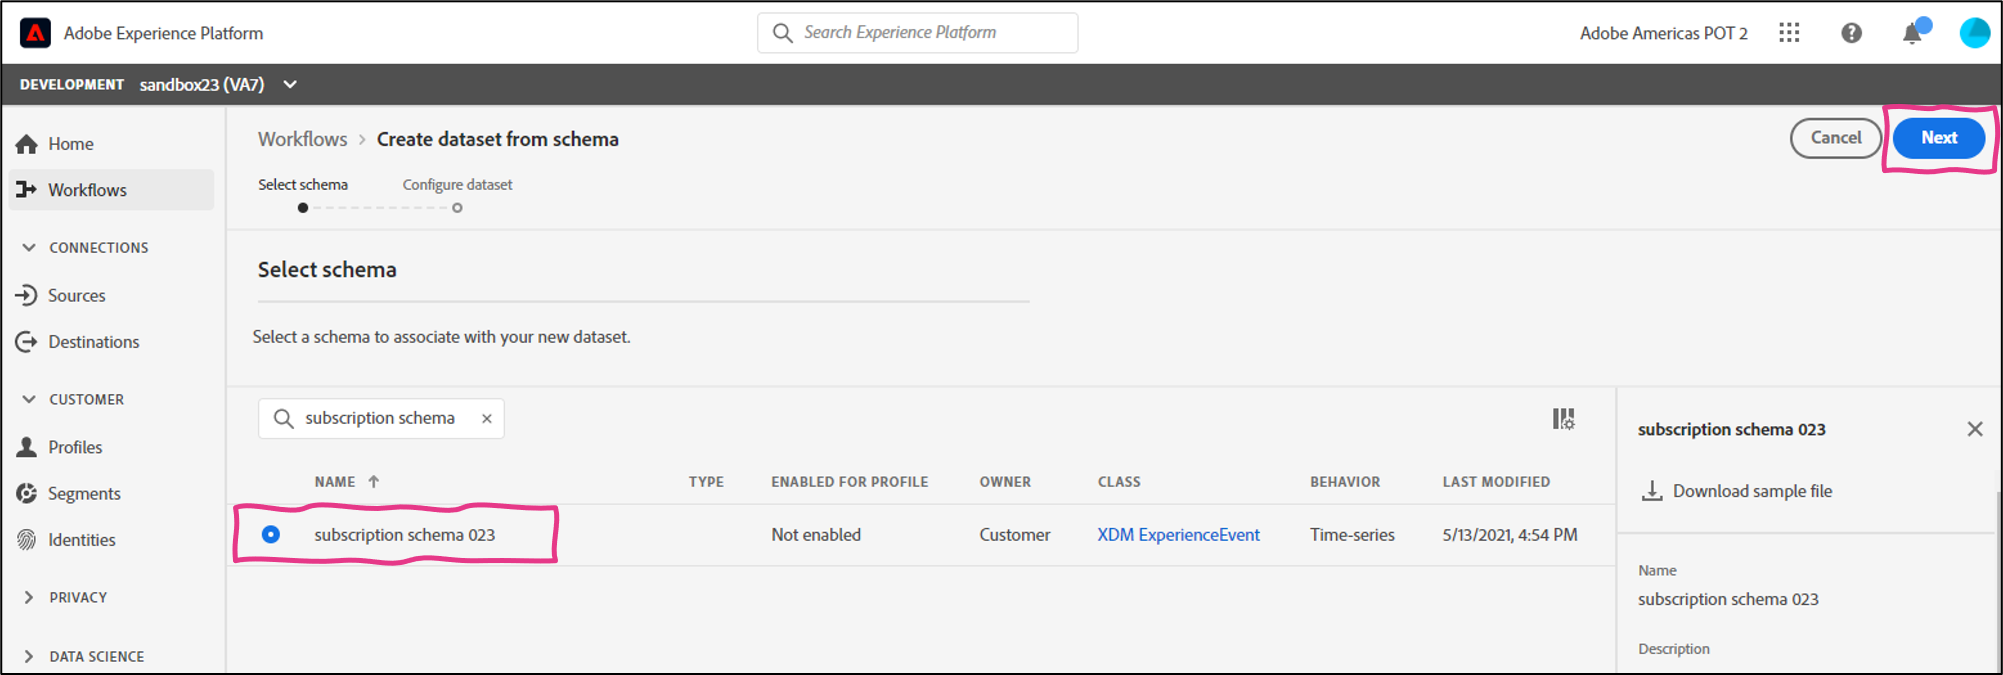 Adobe Experience Platform
Search Experience Platform
Adobe Americas POT 2
DEVELOPMENT sandbox23 (VA7)
Home
Workflows
CONNECTIONS
Sources
Destinations
CUSTOMER
Profiles
Segments
Identities
PRIVACY
DATA SCIENCE
Workflows > Create dataset from schema
Cancel
Next
Select schema Configure dataset
Select schema
Select a schema to associate with your new dataset.
subscription schema
NAME TYPE ENABLED FOR PROFILE OWNER CLASS BEHAVIOR LAST MODIFIED
subscription schema 023 Not enabled Customer XDM ExperienceEvent Time-series 5/13/2021, 4:54 PM
subscription schema 023
Download sample file
Name
subscription schema 023
Description